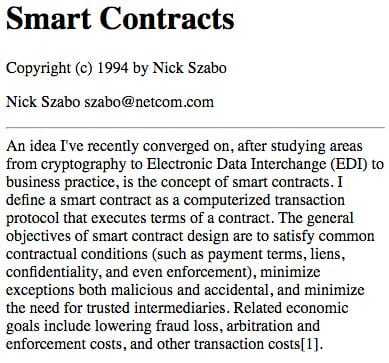 Smart Contracts
Copyright (c) 1994 by Nick Szabo
Nick Szabo szabo@netcom.com
An idea I've recently converged on, after studying areas
from cryptography to Electronic Data Interchange (EDI) to
business practice, is the concept of smart contracts. I
define a smart contract as a computerized transaction
protocol that executes terms of a contract. The general
objectives of smart contract design are to satisfy common
contractual conditions (such as payment terms, liens,
confidentiality, and even enforcement), minimize
exceptions both malicious and accidental, and minimize
the need for trusted intermediaries. Related economic
goals include lowering fraud loss, arbitration and
enforcement costs, and other transaction costs[1].